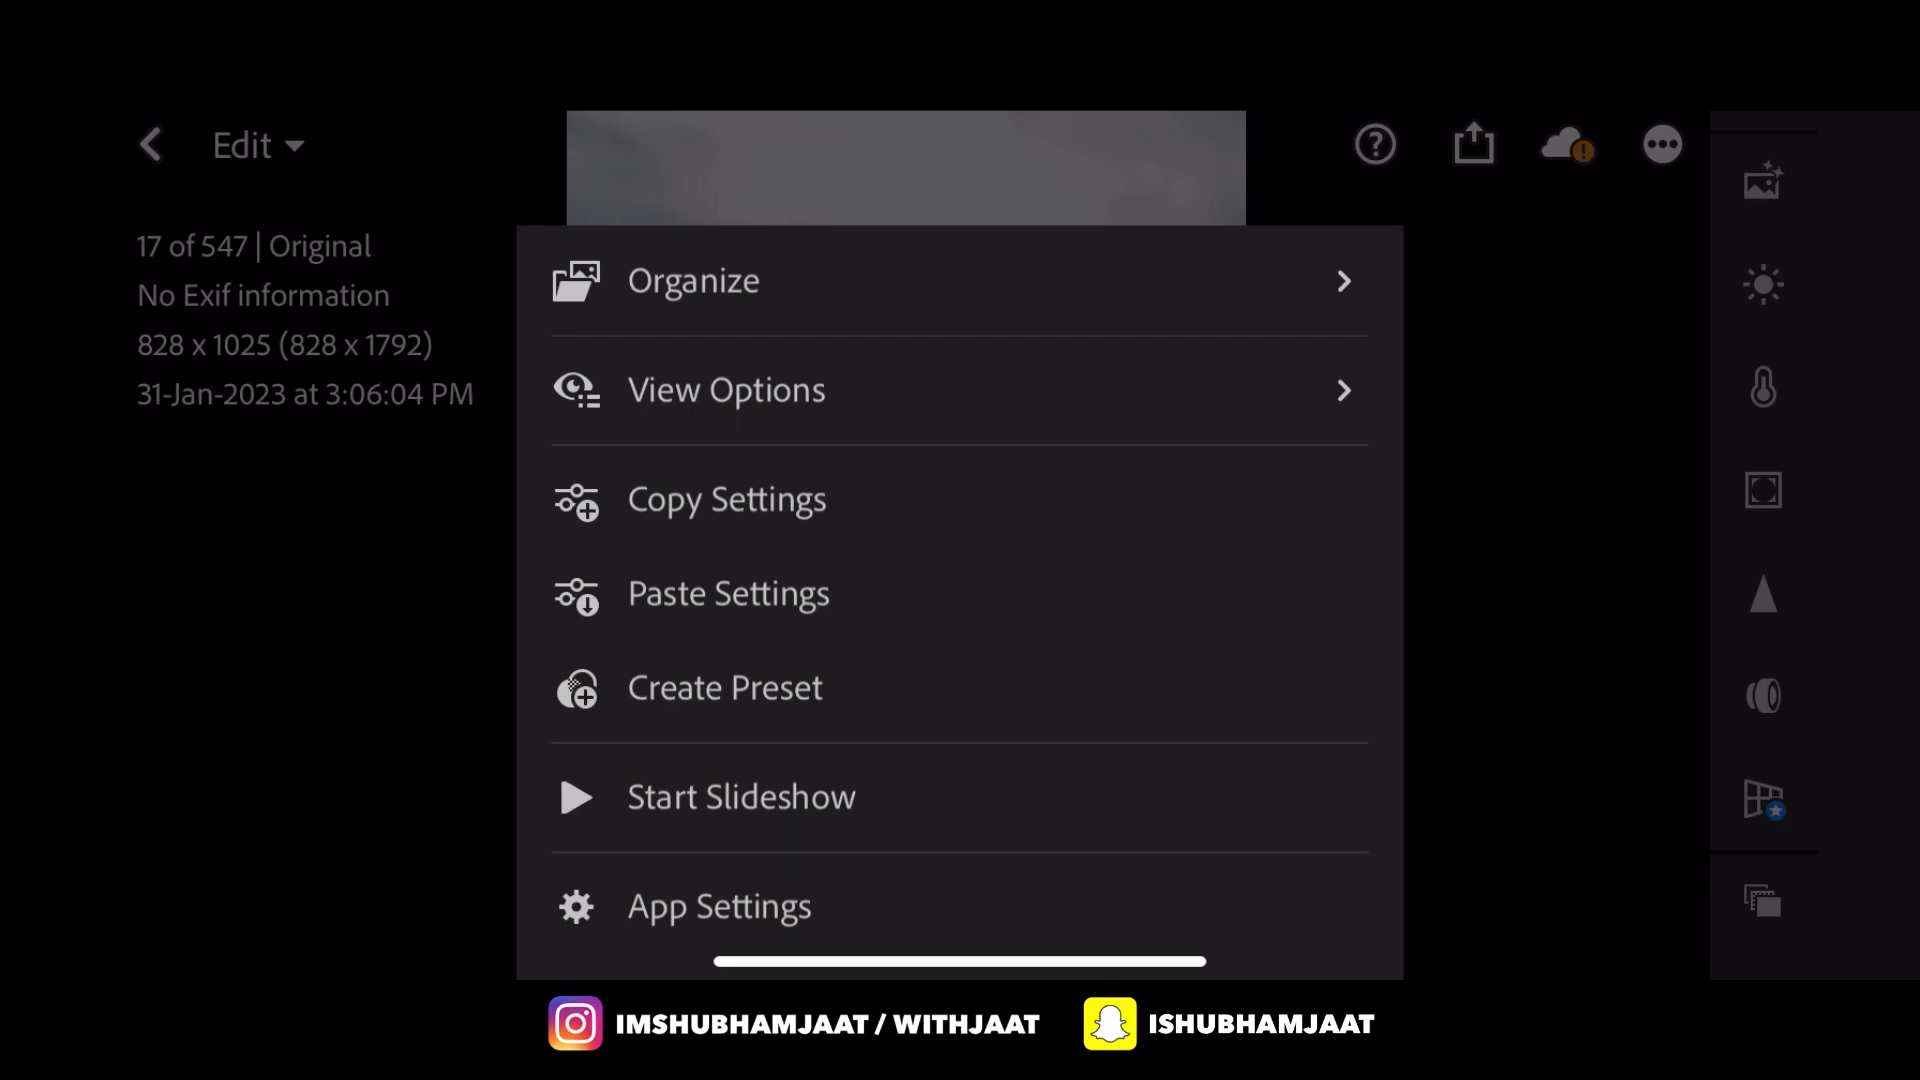 Edit
17 of 547 | Original
No Exif information
828 x 1025 (828 x 1792)
31-Jan-2023 at 3:06:04 PM
Organize
View Options
Copy Settings
Paste Settings
Create Preset
Start Slideshow
App Settings
IMSHUBHAMJAAT / WITHJAAT
ISHUBHAMJAAT